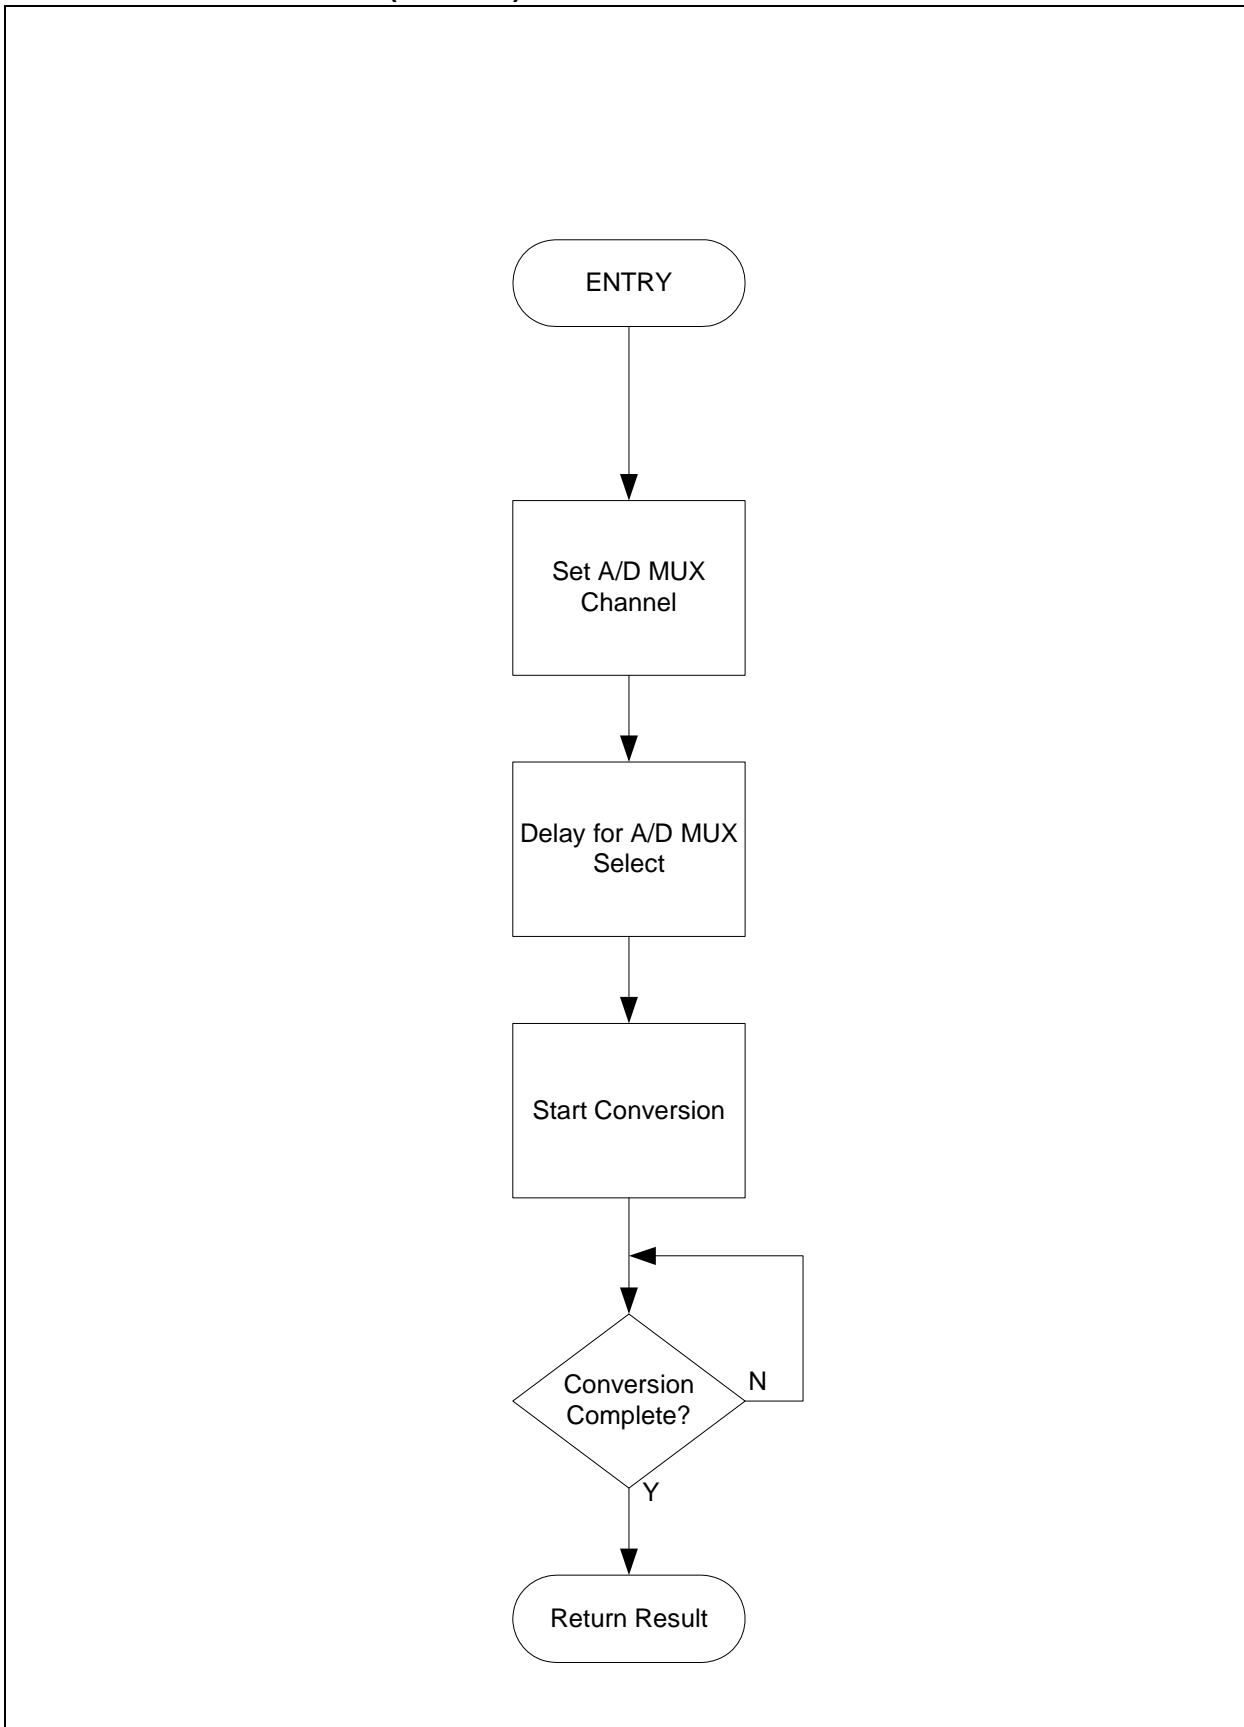 ENTRY
Set A/D MUX
Channel
Delay for A/D MUX
Select
Start Conversion
Conversion
Complete?
N
Y
Return Result